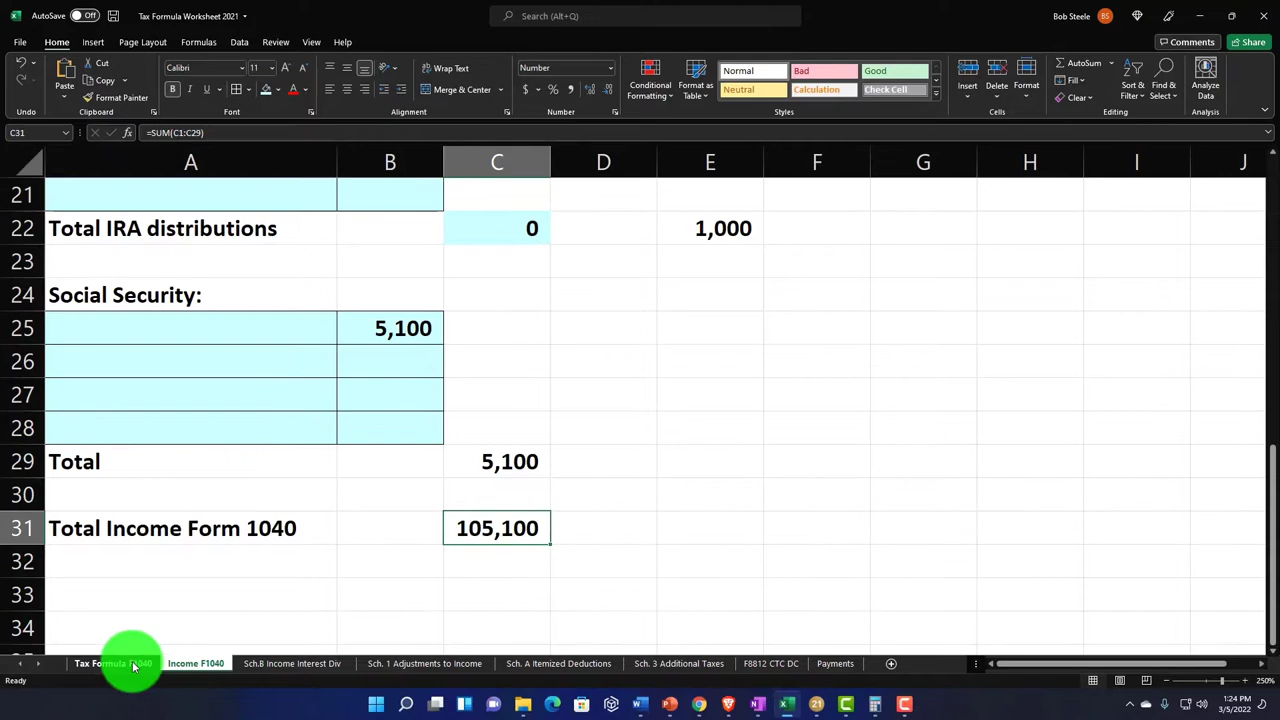 AutoSave Off Tax Formula Worksheet 2021 Search (Alt+Q) Bob Steele BS
File Home Insert Page Layout Formulas Data Review View Help Comments Share
Paste Cut Copy Format Painter
Calibri 11 Wrap Text Merge & Center Number
Conditional Formatting Format as Table Normal Bad Good Neutral Calculation Check Cell
Insert Delete Format AutoSum Fill Clear Sort & Filter Find & Select Analyze Data
Undo Clipboard Font Alignment Number Styles Cells Editing Analysis
C31 fx =SUM(C1:C29)
A B C D E F G H I J
21
22 Total IRA distributions 0 1,000
23
24 Social Security:
25 5,100
26
27
28
29 Total 5,100
30
31 Total Income Form 1040 105,100
32
33
34
Tax Formula F1040 Income F1040 Sch.B Income Interest Div Sch. 1 Adjustments to Income Sch. A Itemized Deductions Sch. 3 Additional Taxes F8812 CTC DC Payments
Ready 250%
1:24 PM
3/5/2022